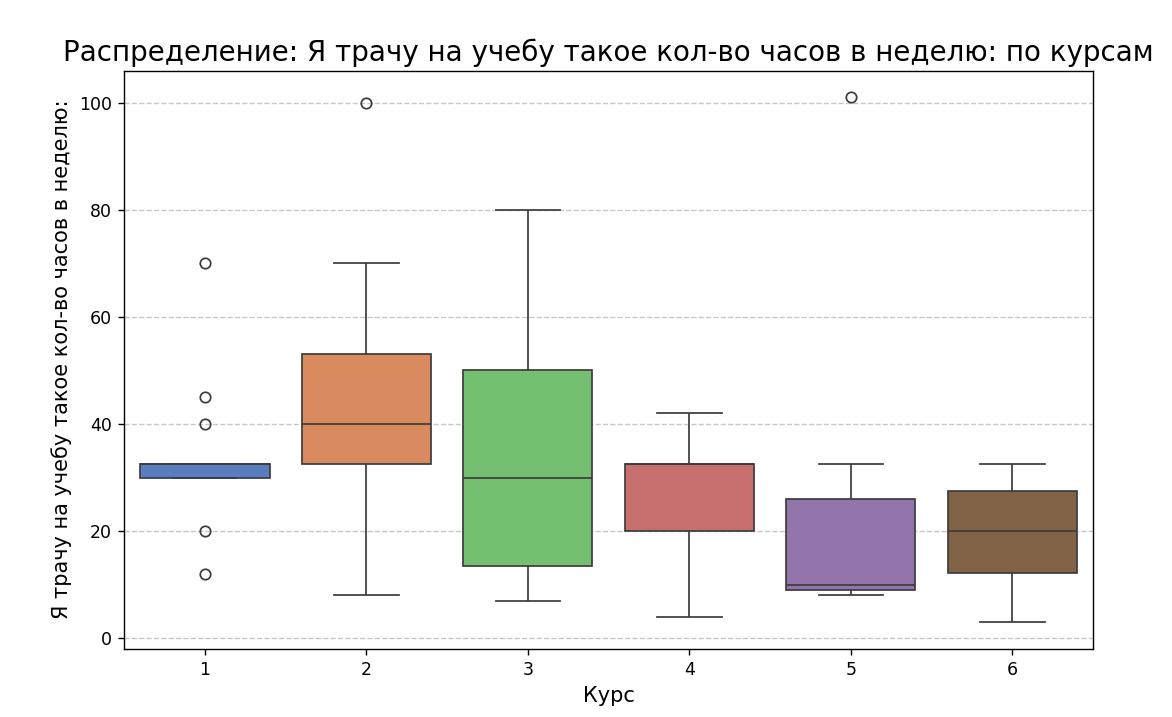 Распределение: Я трачу на учебу такое кол-во часов в неделю: по курсам
Я трачу на учебу такое кол-во часов в неделю:
100
80
60
40
20
0
1 2 3 4 5 6
Курс